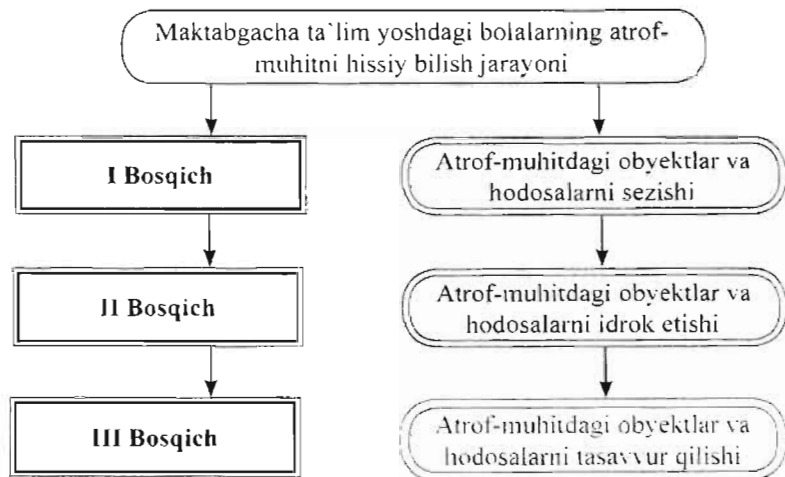 Maktabgacha ta`lim yoshdagi bolalarning atrof-
muhitni hissiy bilish jarayoni
I Bosqich
Atrof-muhitdagi obyektlar va
hodosalarni sezishi
II Bosqich
Atrof-muhitdagi obyektlar va
hodosalarni idrok etishi
III Bosqich
Atrof-muhitdagi obyektlar va
hodosalarni tasavvur qilishi